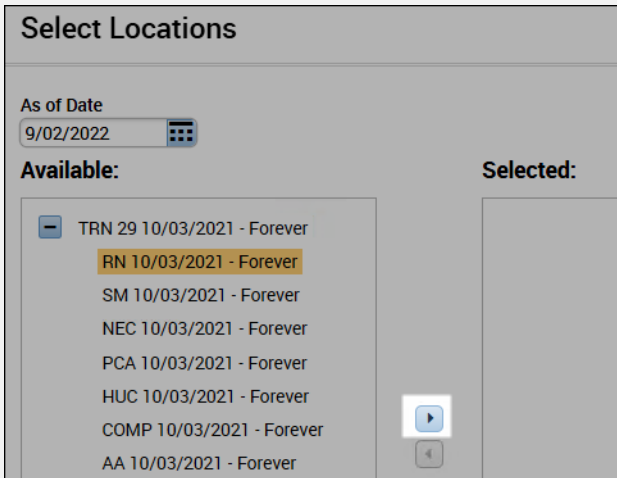 Select Locations
As of Date
9/02/2022
Available:
Selected:
TRN 29 10/03/2021 - Forever
RN 10/03/2021 - Forever
SM 10/03/2021 - Forever
NEC 10/03/2021 - Forever
PCA 10/03/2021 - Forever
HUC 10/03/2021 - Forever
COMP 10/03/2021 - Forever
AA 10/03/2021 - Forever